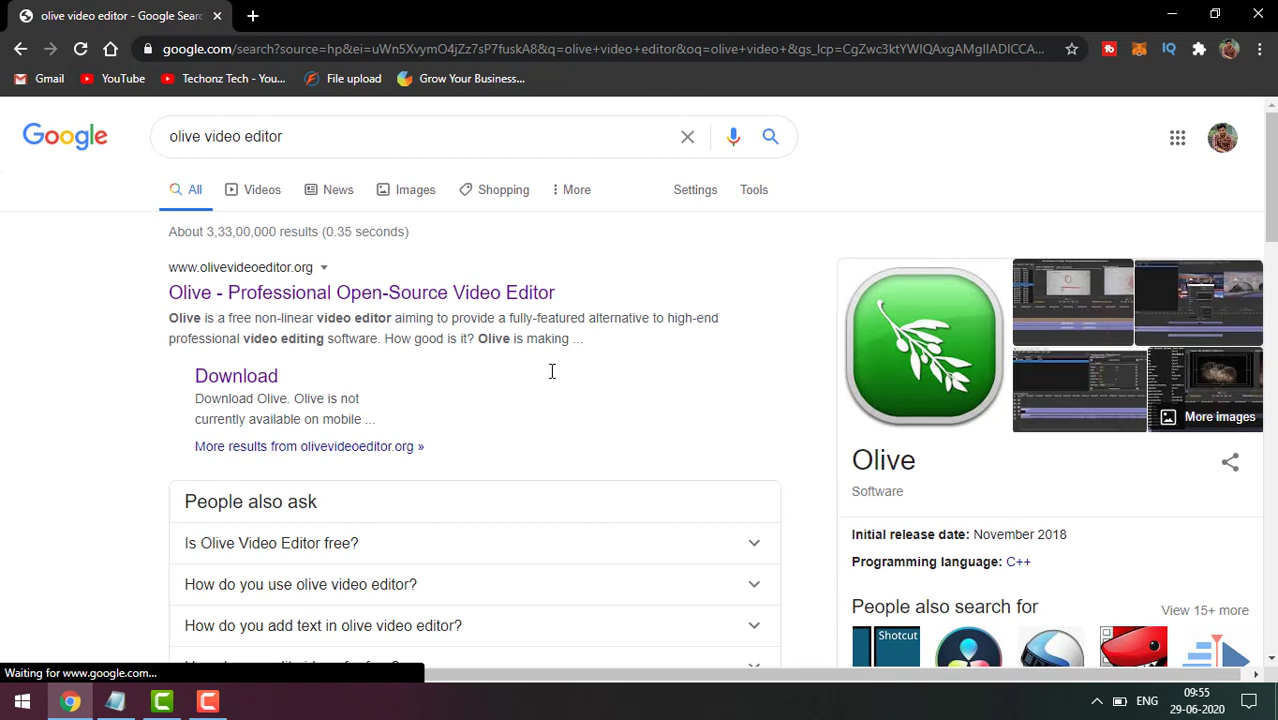 olive video editor - Google Sear
google.com/search?source=hp&ei=uWn5XvymO4jZz7sP7fuskA8&q=olive+video+editor&oq=olive+video+&gs_lcp=CgZwc3ktYWIQAxgAMgIIADICCA...
Gmail YouTube Techonz Tech - You... File upload Grow Your Business...
Google olive video editor
All Videos News Images Shopping More Settings Tools
About 3,33,00,000 results (0.35 seconds)
www.olivevideoeditor.org
Olive - Professional Open-Source Video Editor
Olive is a free non-linear video editor aiming to provide a fully-featured alternative to high-end
professional video editing software. How good is it? Olive is making ...
Download
Download Olive. Olive is not
currently available on mobile ...
More results from olivevideoeditor.org »
People also ask
Is Olive Video Editor free?
How do you use olive video editor?
How do you add text in olive video editor?
More images
Olive
Software
Initial release date: November 2018
Programming language: C++
People also search for View 15+ more
Shotcut
Waiting for www.google.com...
ENG
09:55
29-06-2020